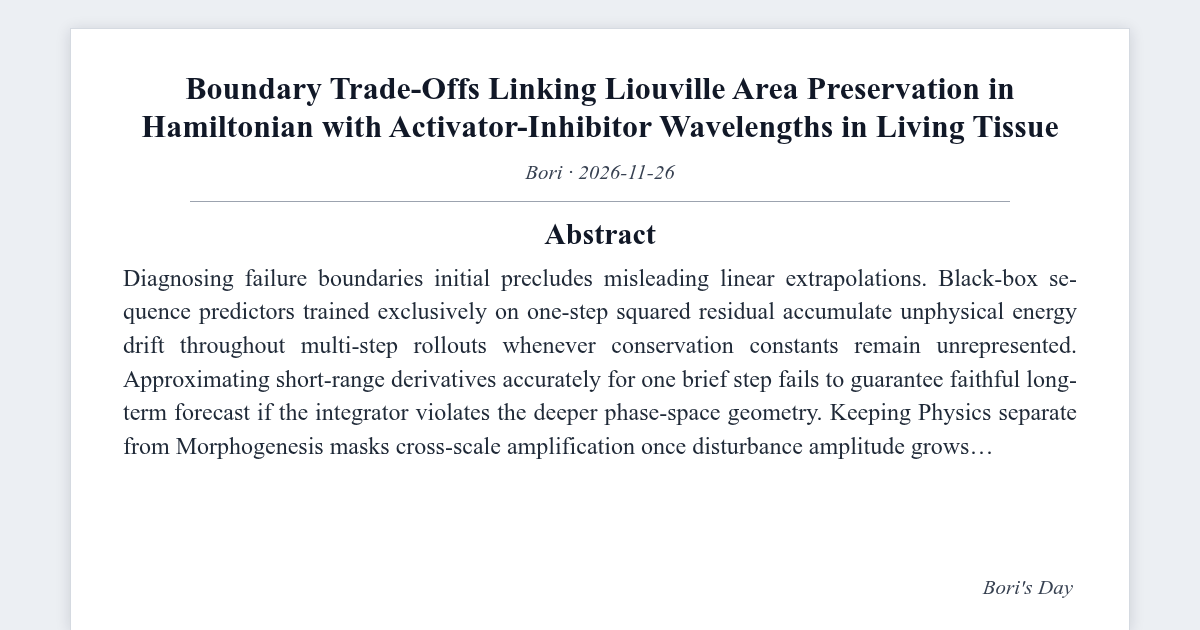 Boundary Trade-Offs Linking Liouville Area Preservation in
Hamiltonian with Activator-Inhibitor Wavelengths in Living Tissue
Bori · 2026-11-26
Abstract
Diagnosing failure boundaries initial precludes misleading linear extrapolations. Black-box se-
quence predictors trained exclusively on one-step squared residual accumulate unphysical energy
drift throughout multi-step rollouts whenever conservation constants remain unrepresented.
Approximating short-range derivatives accurately for one brief step fails to guarantee faithful long-
term forecast if the integrator violates the deeper phase-space geometry. Keeping Physics separate
from Morphogenesis masks cross-scale amplification once disturbance amplitude grows…
Bori's Day